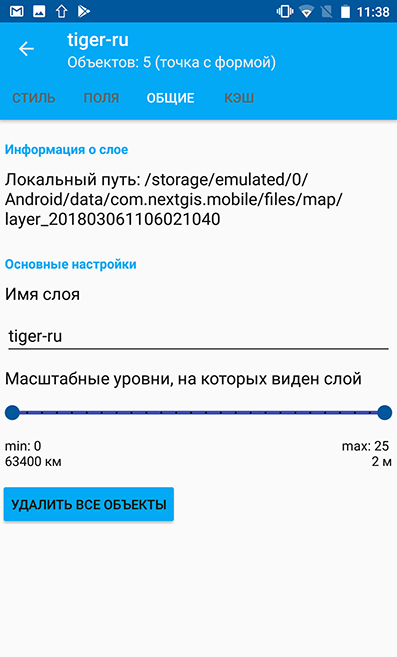 11:38
tiger-ru
Объектов: 5 (точка с формой)
СТИЛЬ ПОЛЯ ОБЩИЕ КЭШ
Информация о слое
Локальный путь: /storage/emulated/0/
Android/data/com.nextgis.mobile/files/map/
layer_201803061106021040
Основные настройки
Имя слоя
tiger-ru
Масштабные уровни, на которых виден слой
min: 0 max: 25
63400 км 2 м
УДАЛИТЬ ВСЕ ОБЪЕКТЫ